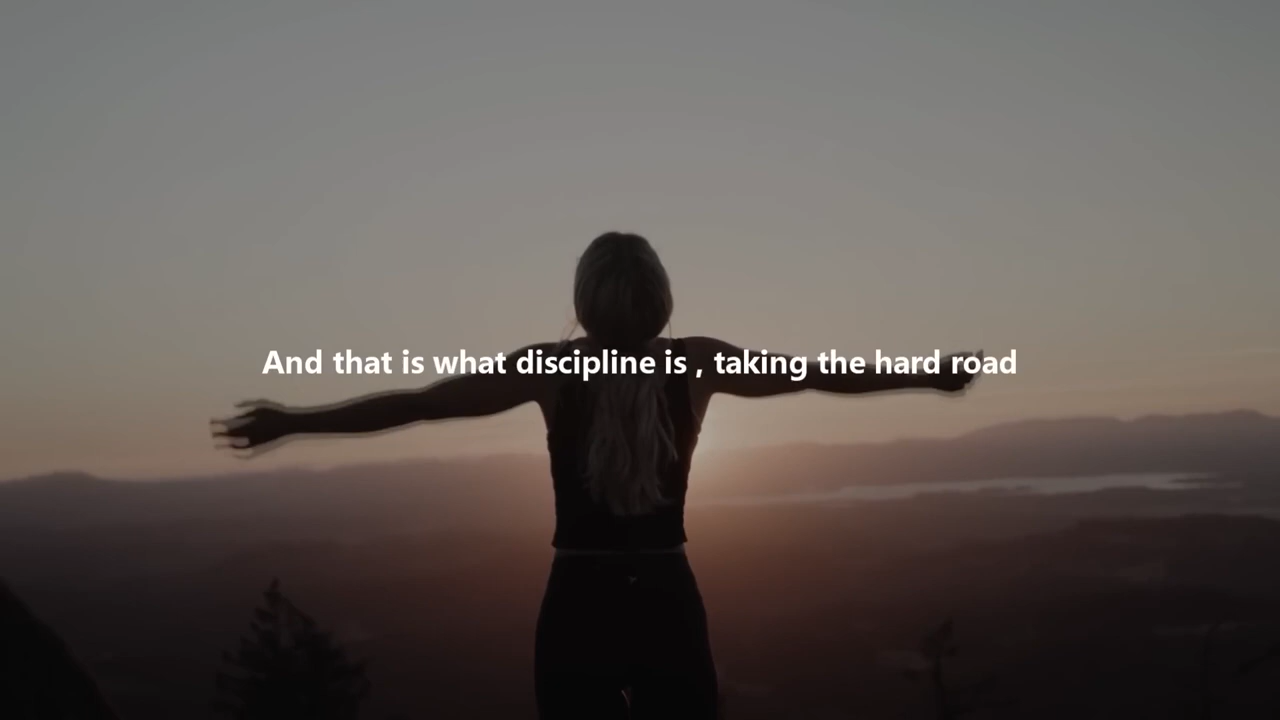 And that is what discipline is , taking the hard road